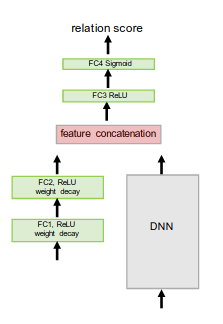 relation score
FC4 Sigmoid
FC3 ReLU
feature concatenation
FC2, ReLU
weight decay
FC1, ReLU
weight decay
DNN